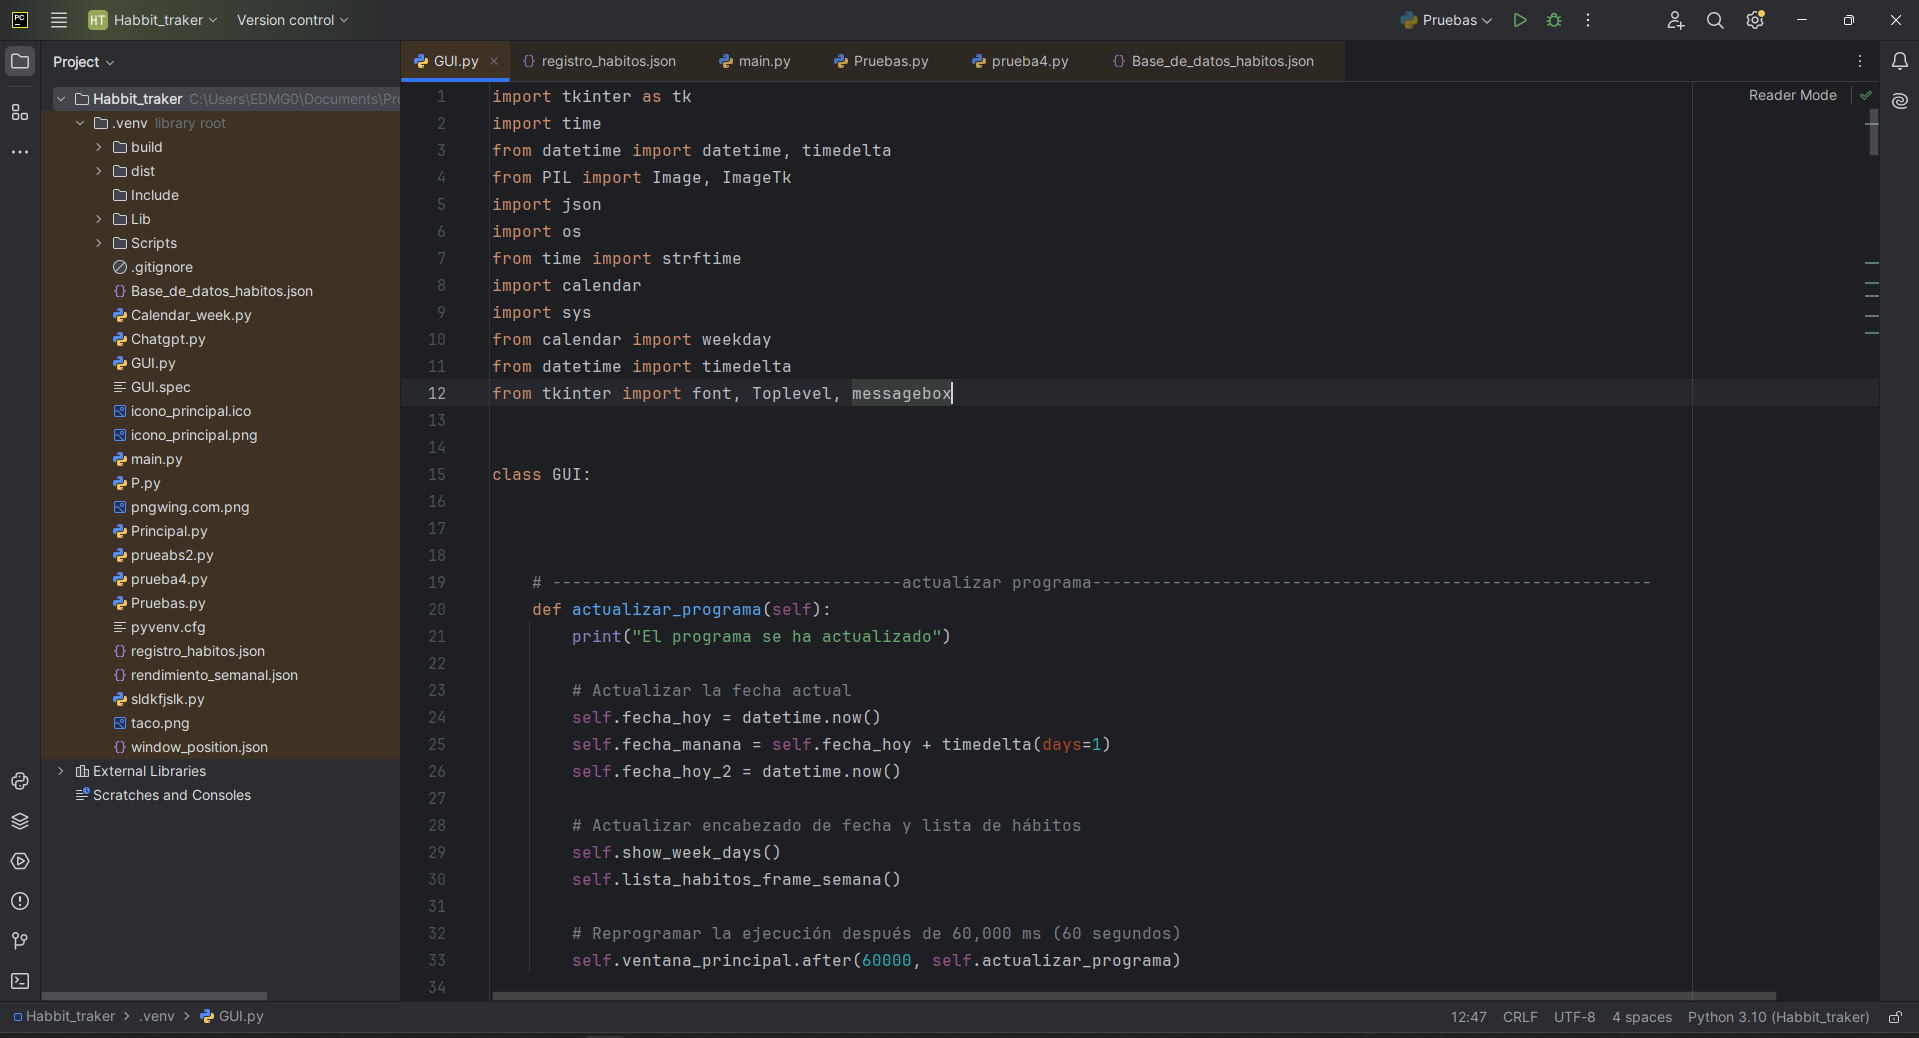 PC
HT Habbit_traker Version control Pruebas
Project
GUI.py registro_habitos.json main.py Pruebas.py prueba4.py Base_de_datos_habitos.json
Habbit_traker C:\Users\EDMG0\Documents\Pro
.venv library root
build
dist
Include
Lib
Scripts
.gitignore
Base_de_datos_habitos.json
Calendar_week.py
Chatgpt.py
GUI.py
GUI.spec
icono_principal.ico
icono_principal.png
main.py
P.py
pngwing.com.png
Principal.py
prueabs2.py
prueba4.py
Pruebas.py
pyvenv.cfg
registro_habitos.json
rendimiento_semanal.json
sldkfjslk.py
taco.png
window_position.json
External Libraries
Scratches and Consoles
Reader Mode
1 import tkinter as tk
2 import time
3 from datetime import datetime, timedelta
4 from PIL import Image, ImageTk
5 import json
6 import os
7 from time import strftime
8 import calendar
9 import sys
10 from calendar import weekday
11 from datetime import timedelta
12 from tkinter import font, Toplevel, messagebox
13
14
15 class GUI:
16
17
18
19 # -----------------------------------actualizar programa--------------------------------------------------------
20 def actualizar_programa(self):
21 print("El programa se ha actualizado")
22
23 # Actualizar la fecha actual
24 self.fecha_hoy = datetime.now()
25 self.fecha_manana = self.fecha_hoy + timedelta(days=1)
26 self.fecha_hoy_2 = datetime.now()
27
28 # Actualizar encabezado de fecha y lista de hábitos
29 self.show_week_days()
30 self.lista_habitos_frame_semana()
31
32 # Reprogramar la ejecución después de 60,000 ms (60 segundos)
33 self.ventana_principal.after(60000, self.actualizar_programa)
34
Habbit_traker > .venv > GUI.py 12:47 CRLF UTF-8 4 spaces Python 3.10 (Habbit_traker)